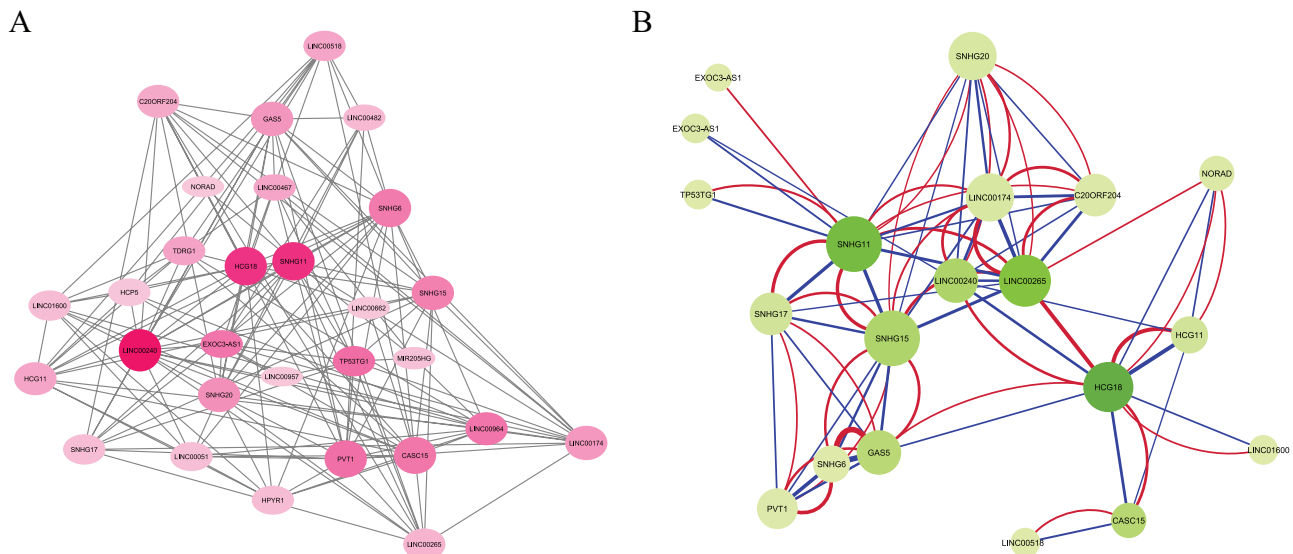 A
B
LINC00518
C20ORF204
GAS5
LINC00482
NORAD
LINC00467
SNHG6
TDRG1
HCG18
SNHG11
HCP5
SNHG15
LINC01600
LINC00662
LINC00240
EXOC3-AS1
TP53TG1
MIR205HG
HCG11
LINC00957
SNHG20
LINC00964
LINC00174
SNHG17
LINC00051
PVT1
CASC15
HPYR1
LINC00265
SNHG20
EXOC3-AS1
EXOC3-AS1
NORAD
TP53TG1
LINC00174
C20ORF204
SNHG11
LINC00240
LINC00265
SNHG17
SNHG15
HCG11
HCG18
GAS5
SNHG6
LINC01600
PVT1
CASC15
LINC00518